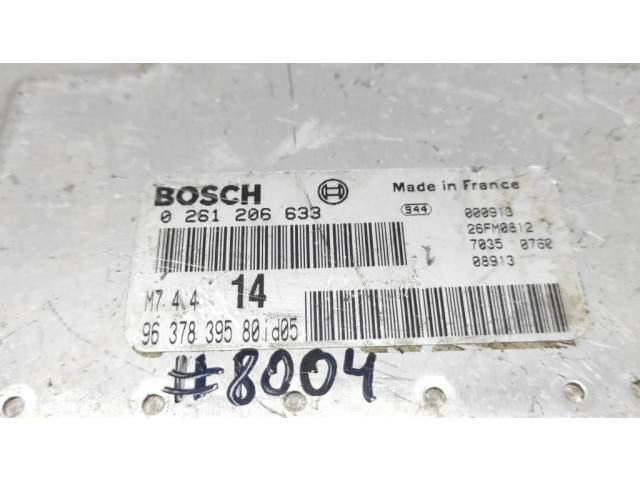 BOSCH Made in France
0 261 206 633 944 000913
26FM0812
7035 0760
08913
M7.4.4 14
96 378 395 80 id05
#8004